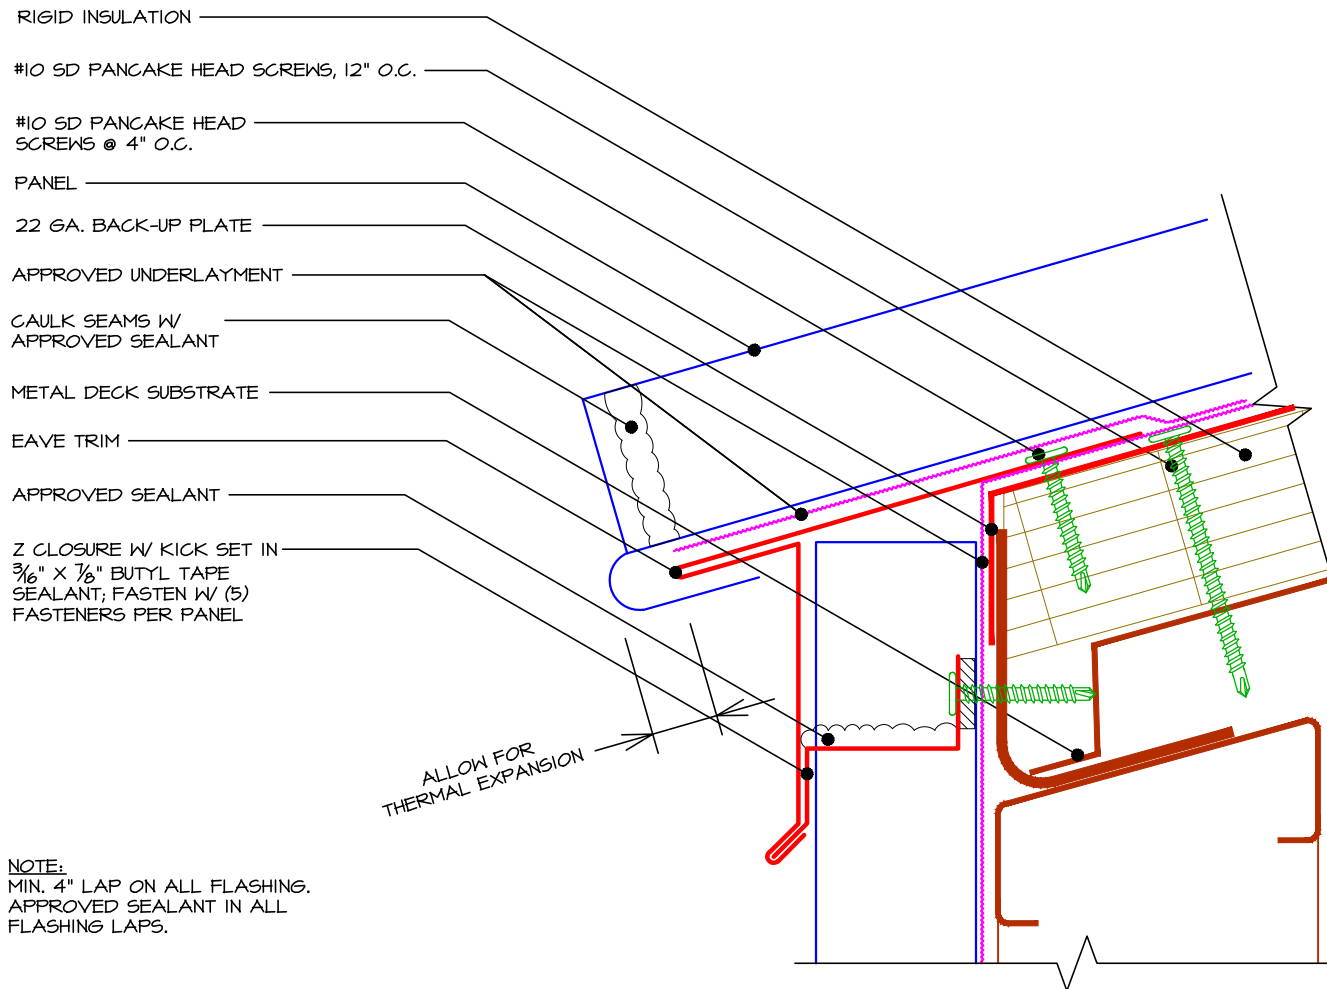 RIGID INSULATION
#10 SD PANCAKE HEAD SCREWS, 12" O.C.
#10 SD PANCAKE HEAD
SCREWS @ 4" O.C.
PANEL
22 GA. BACK-UP PLATE
APPROVED UNDERLAYMENT
CAULK SEAMS W/
APPROVED SEALANT
METAL DECK SUBSTRATE
EAVE TRIM
APPROVED SEALANT
Z CLOSURE W/ KICK SET IN
3/16" X 7/8" BUTYL TAPE
SEALANT; FASTEN W/ (5)
FASTENERS PER PANEL
ALLOW FOR
THERMAL EXPANSION
NOTE:
MIN. 4" LAP ON ALL FLASHING.
APPROVED SEALANT IN ALL
FLASHING LAPS.